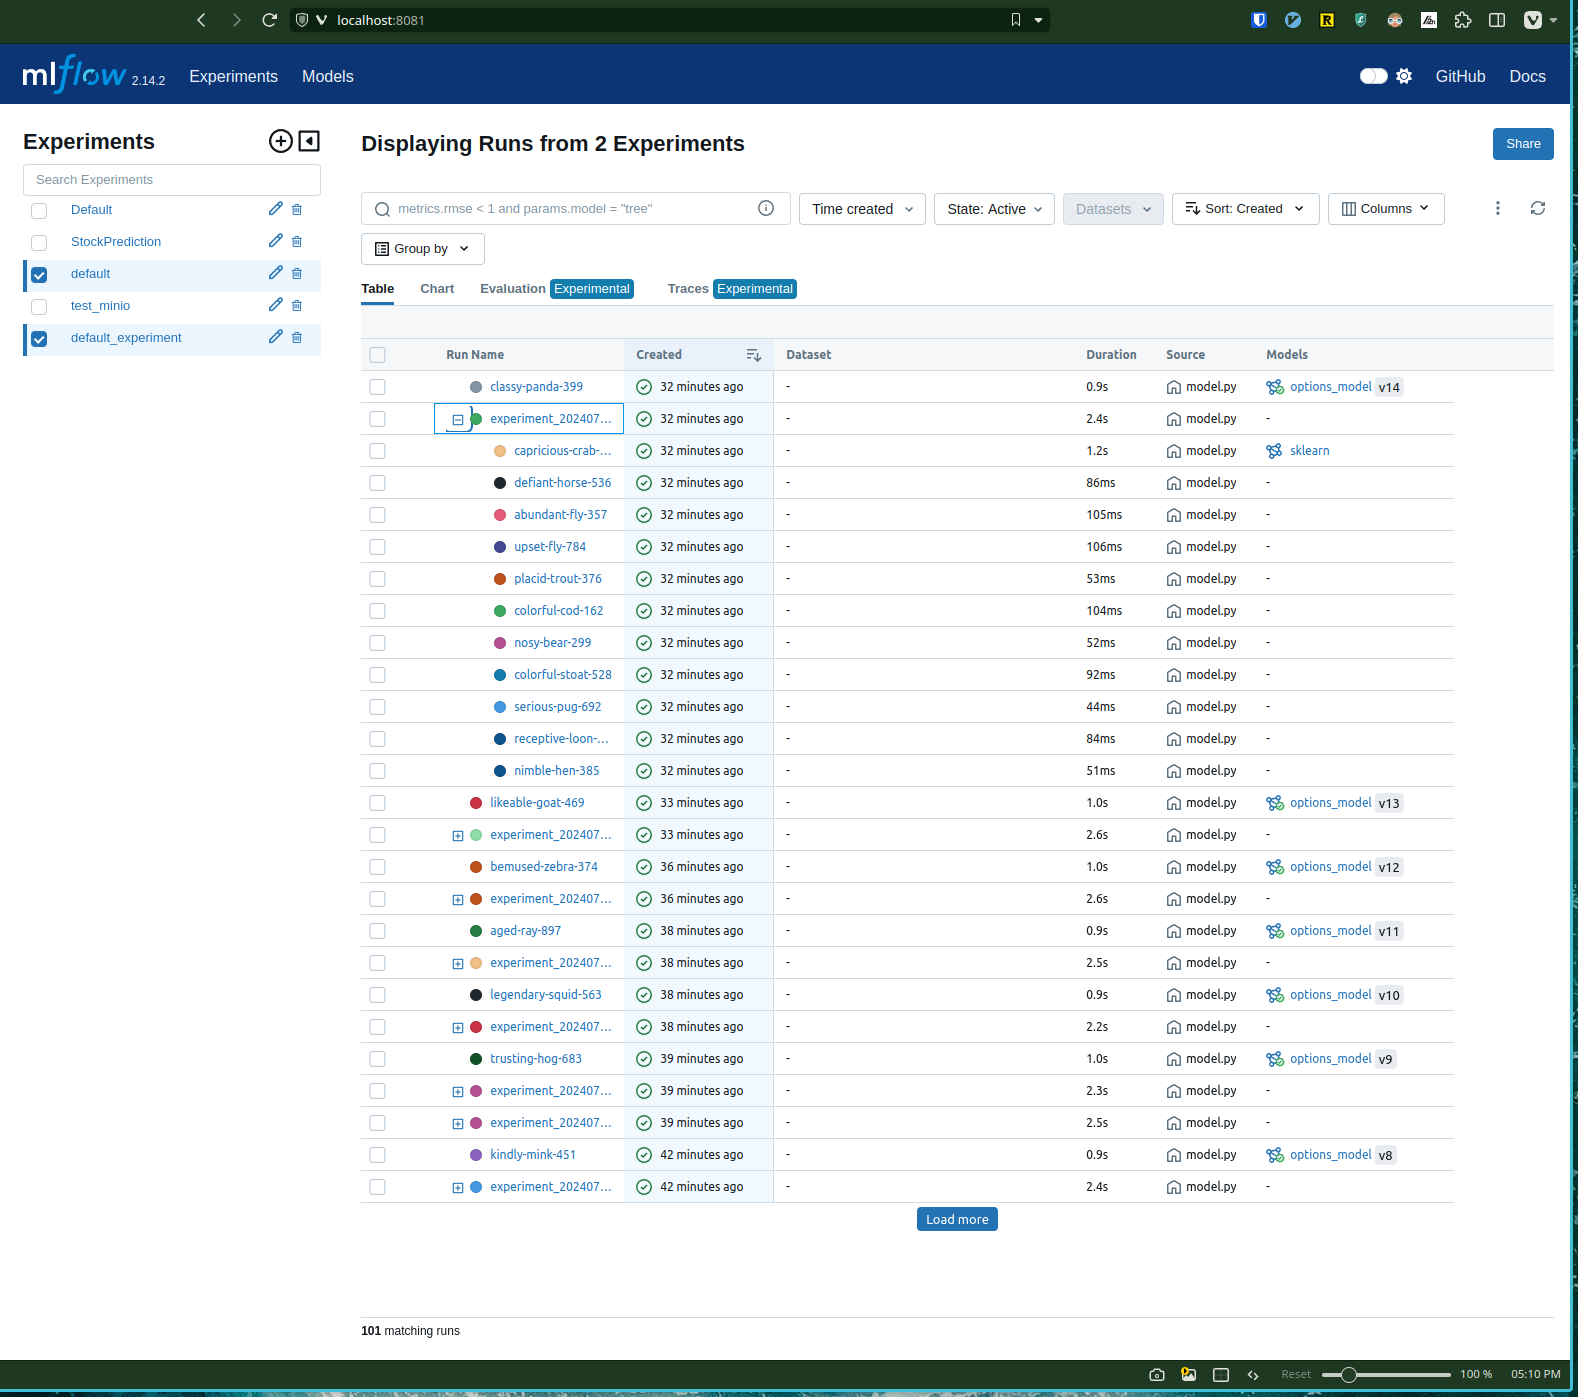 localhost:8081
mlflow 2.14.2 Experiments Models GitHub Docs
Experiments
Search Experiments
Default
StockPrediction
default
test_minio
default_experiment
Displaying Runs from 2 Experiments
Share
metrics.rmse < 1 and params.model = "tree"
Time created
State: Active
Datasets
Sort: Created
Columns
Group by
Table Chart Evaluation Experimental Traces Experimental
Run Name Created Dataset Duration Source Models
classy-panda-399 32 minutes ago - 0.9s model.py options_model v14
experiment_202407... 32 minutes ago - 2.4s model.py -
capricious-crab-... 32 minutes ago - 1.2s model.py sklearn
defiant-horse-536 32 minutes ago - 86ms model.py -
abundant-fly-357 32 minutes ago - 105ms model.py -
upset-fly-784 32 minutes ago - 106ms model.py -
placid-trout-376 32 minutes ago - 53ms model.py -
colorful-cod-162 32 minutes ago - 104ms model.py -
nosy-bear-299 32 minutes ago - 52ms model.py -
colorful-stoat-528 32 minutes ago - 92ms model.py -
serious-pug-692 32 minutes ago - 44ms model.py -
receptive-loon-... 32 minutes ago - 84ms model.py -
nimble-hen-385 32 minutes ago - 51ms model.py -
likeable-goat-469 33 minutes ago - 1.0s model.py options_model v13
experiment_202407... 33 minutes ago - 2.6s model.py -
bemused-zebra-374 36 minutes ago - 1.0s model.py options_model v12
experiment_202407... 36 minutes ago - 2.6s model.py -
aged-ray-897 38 minutes ago - 0.9s model.py options_model v11
experiment_202407... 38 minutes ago - 2.5s model.py -
legendary-squid-563 38 minutes ago - 0.9s model.py options_model v10
experiment_202407... 38 minutes ago - 2.2s model.py -
trusting-hog-683 39 minutes ago - 1.0s model.py options_model v9
experiment_202407... 39 minutes ago - 2.3s model.py -
experiment_202407... 39 minutes ago - 2.5s model.py -
kindly-mink-451 42 minutes ago - 0.9s model.py options_model v8
experiment_202407... 42 minutes ago - 2.4s model.py -
Load more
101 matching runs
Reset 100 % 05:10 PM